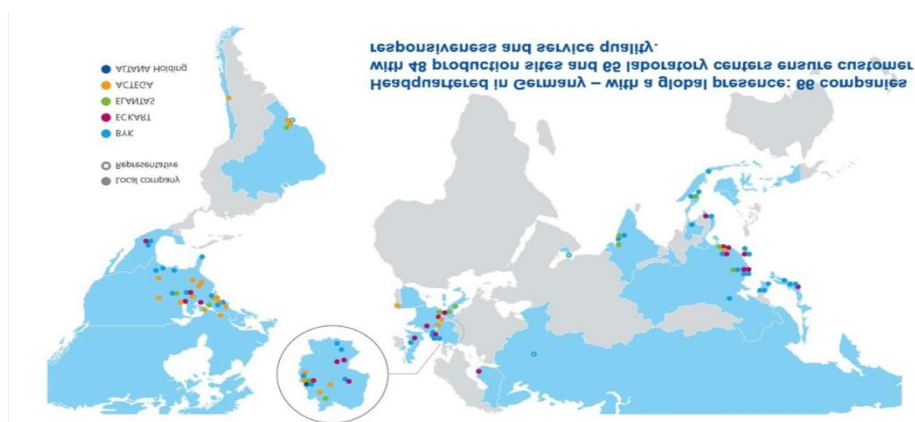 Local company
Representative
BYK
ECKART
ELANTAS
ACTEGA
ALTANA Holding
Headquartered in Germany – with a global presence: 66 companies
with 48 production sites and 65 laboratory centers ensure customer
responsiveness and service quality.